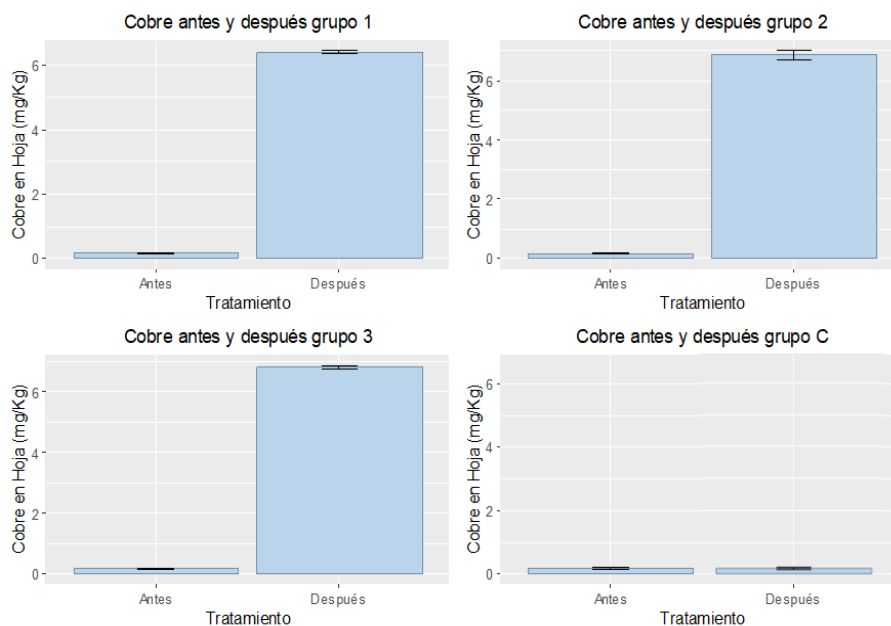 Cobre antes y después grupo 1
Cobre en Hoja (mg/Kg)
6
4
2
0
Antes
Después
Tratamiento
Cobre antes y después grupo 2
Cobre en Hoja (mg/Kg)
6
4
2
0
Antes
Después
Tratamiento
Cobre antes y después grupo 3
Cobre en Hoja (mg/Kg)
6
4
2
0
Antes
Después
Tratamiento
Cobre antes y después grupo C
Cobre en Hoja (mg/Kg)
6
4
2
0
Antes
Después
Tratamiento